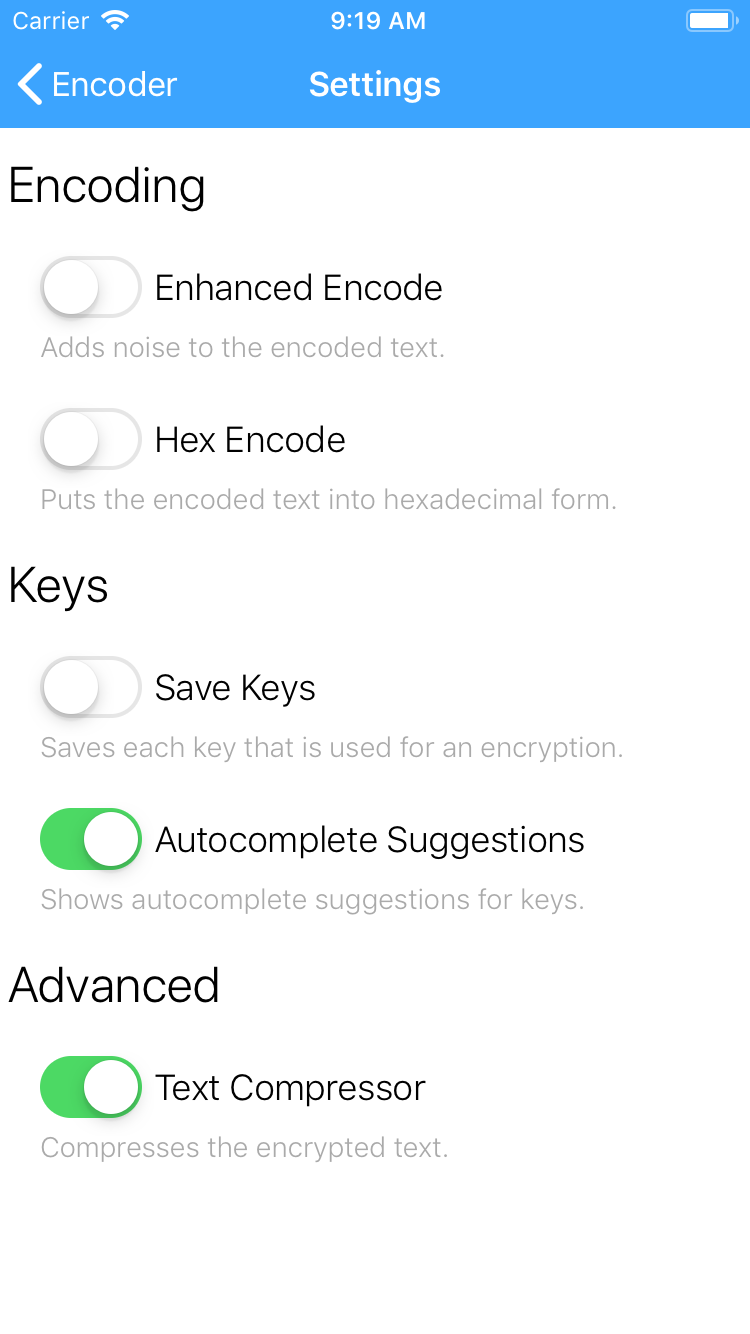 Carrier 9:19 AM
Encoder Settings
Encoding
Enhanced Encode
Adds noise to the encoded text.
Hex Encode
Puts the encoded text into hexadecimal form.
Keys
Save Keys
Saves each key that is used for an encryption.
Autocomplete Suggestions
Shows autocomplete suggestions for keys.
Advanced
Text Compressor
Compresses the encrypted text.